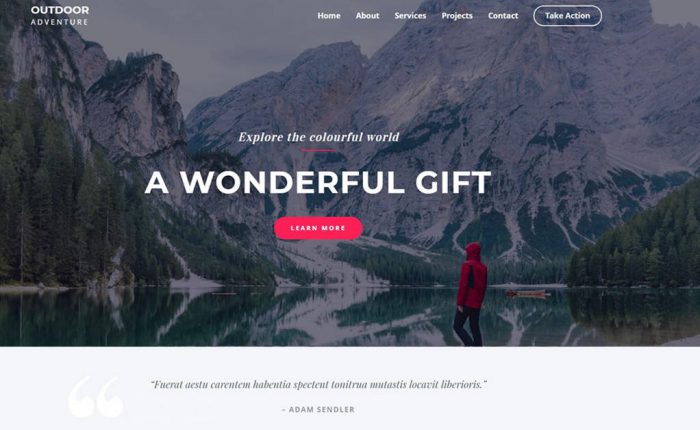 OUTDOOR
ADVENTURE
Home About Services Projects Contact Take Action
Explore the colourful world
A WONDERFUL GIFT
LEARN MORE
“Fuerat aestu carentem habentia spectent tonitrua mutastis locavit liberioris.”
– ADAM SENDLER